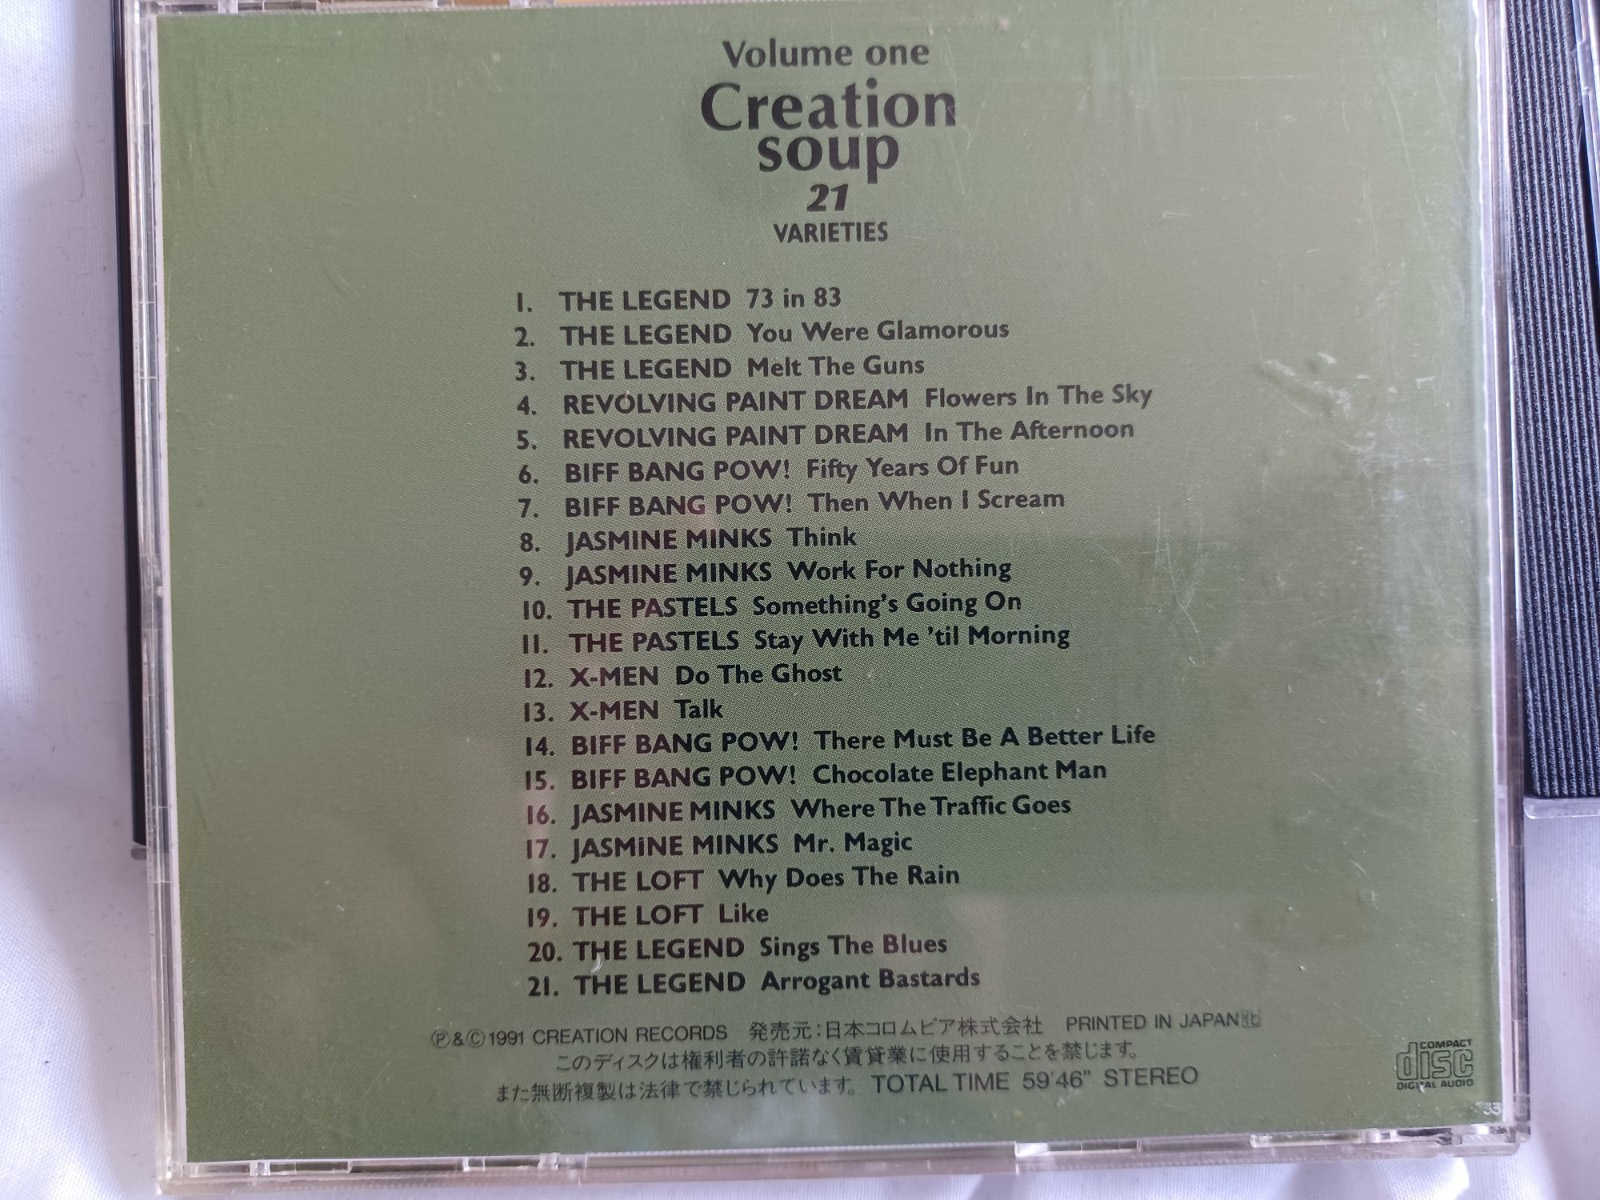 Volume one
Creation
soup
21
VARIETIES
1. THE LEGEND 73 in 83
2. THE LEGEND You Were Glamorous
3. THE LEGEND Melt The Guns
4. REVOLVING PAINT DREAM Flowers In The Sky
5. REVOLVING PAINT DREAM In The Afternoon
6. BIFF BANG POW! Fifty Years Of Fun
7. BIFF BANG POW! Then When I Scream
8. JASMINE MINKS Think
9. JASMINE MINKS Work For Nothing
10. THE PASTELS Something's Going On
11. THE PASTELS Stay With Me 'til Morning
12. X-MEN Do The Ghost
13. X-MEN Talk
14. BIFF BANG POW! There Must Be A Better Life
15. BIFF BANG POW! Chocolate Elephant Man
16. JASMINE MINKS Where The Traffic Goes
17. JASMiNE MINKS Mr. Magic
18. THE LOFT Why Does The Rain
19. THE LOFT Like
20. THE LEGEND Sings The Blues
21. THE LEGEND Arrogant Bastards
Ⓟ&Ⓒ1991 CREATION RECORDS 発売元:日本コロムビア株式会社 PRINTED IN JAPAN
このディスクは権利者の許諾なく賃貸業に使用することを禁じます。
また無断複製は法律で禁じられています。 TOTAL TIME 59'46" STEREO
COMPACT
disc
DIGITAL AUDIO